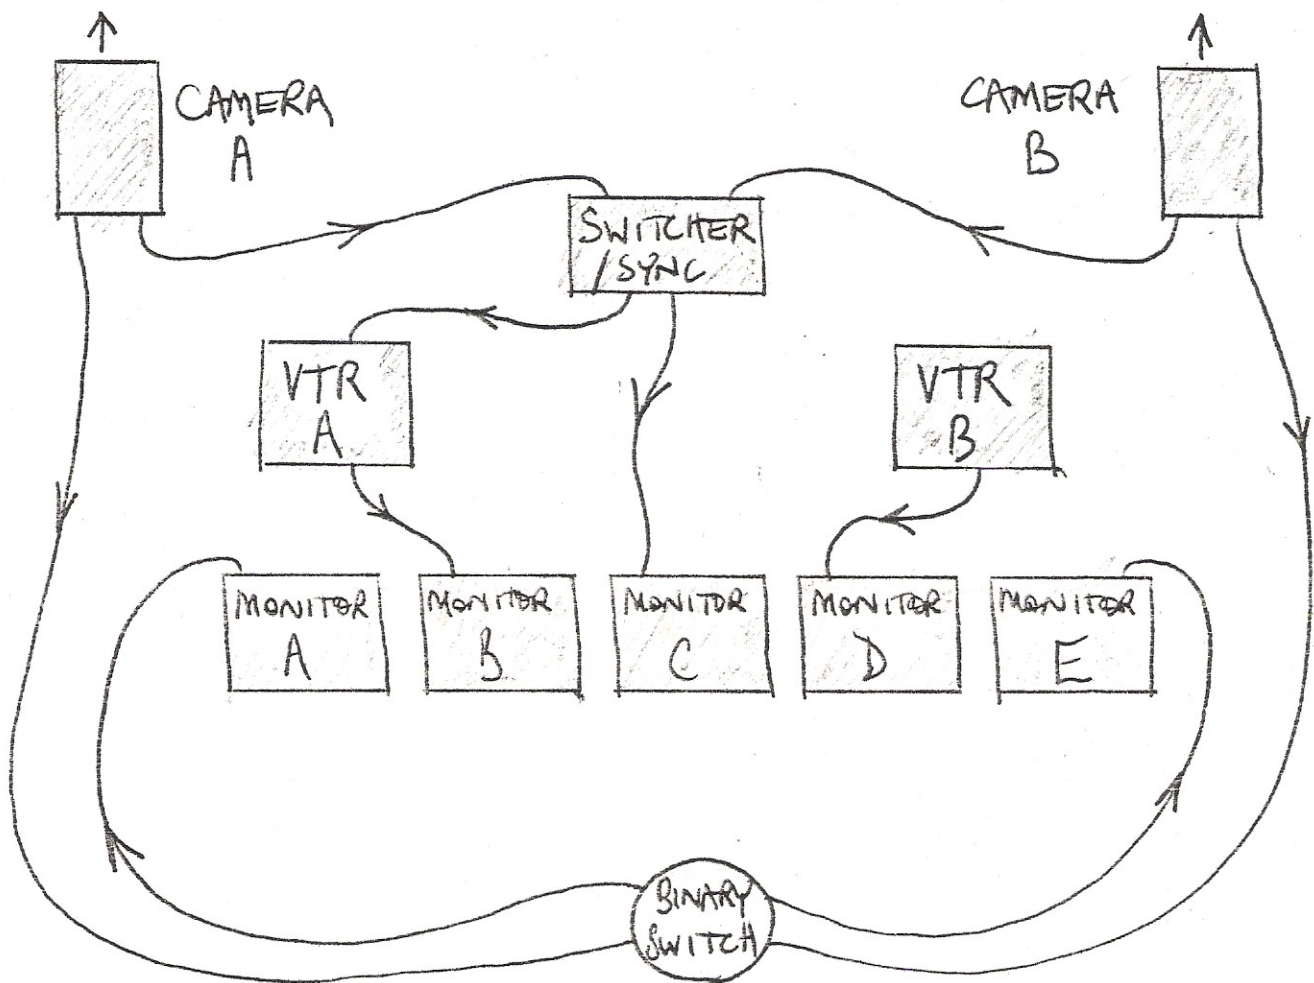 CAMERA
A
CAMERA
B
SWITCHER
/SYNC
VTR
A
VTR
B
MONITOR
A
MONITOR
B
MONITOR
C
MONITOR
D
MONITOR
E
BINARY
SWITCH